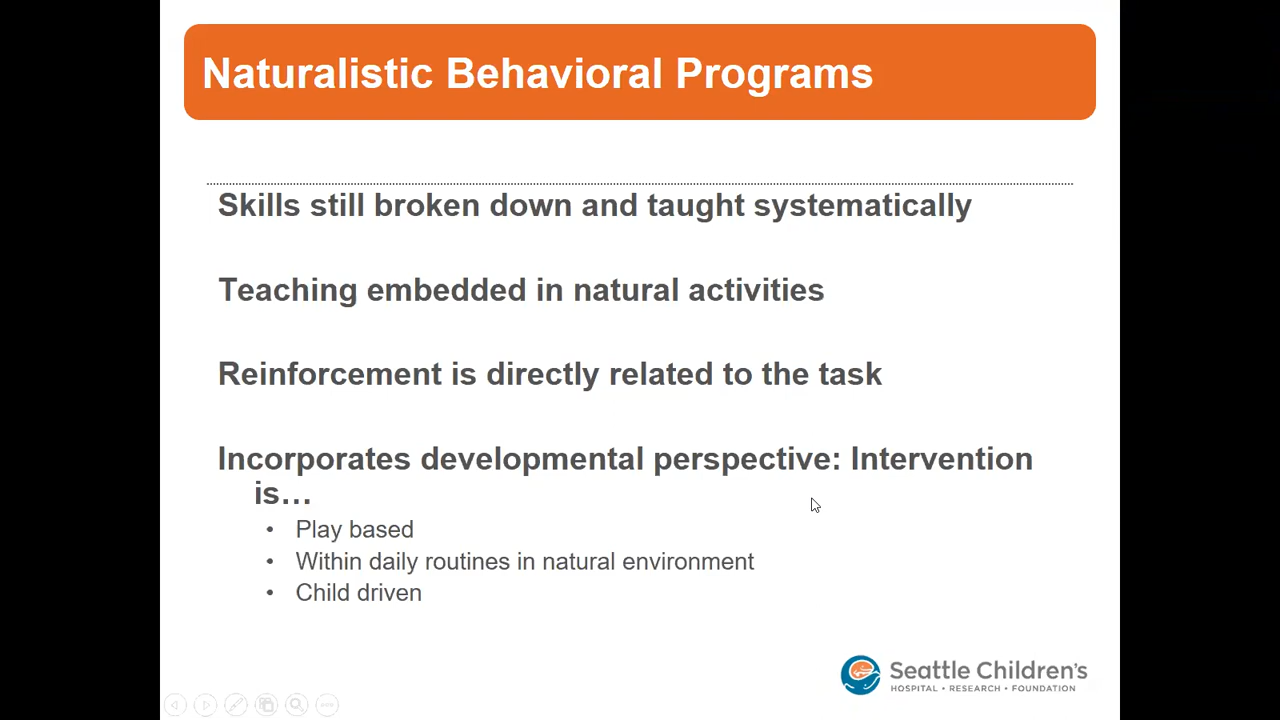 Naturalistic Behavioral Programs
Skills still broken down and taught systematically
Teaching embedded in natural activities
Reinforcement is directly related to the task
Incorporates developmental perspective: Intervention
is…
• Play based
• Within daily routines in natural environment
• Child driven
Seattle Children's
HOSPITAL • RESEARCH • FOUNDATION